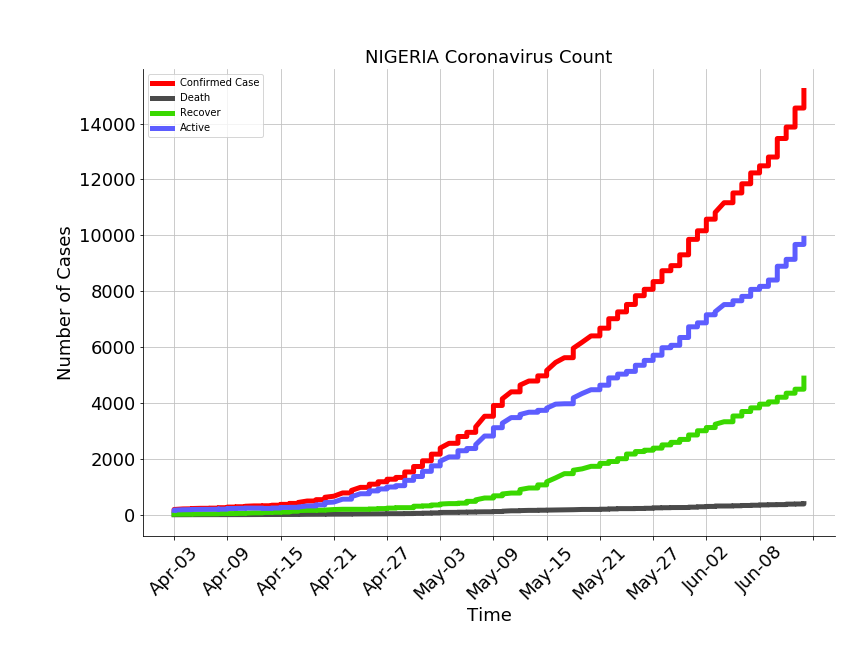 NIGERIA Coronavirus Count
Confirmed Case
Death
Recover
Active
Number of Cases
14000
12000
10000
8000
6000
4000
2000
0
Apr-03
Apr-09
Apr-15
Apr-21
Apr-27
May-03
May-09
May-15
May-21
May-27
Jun-02
Jun-08
Time